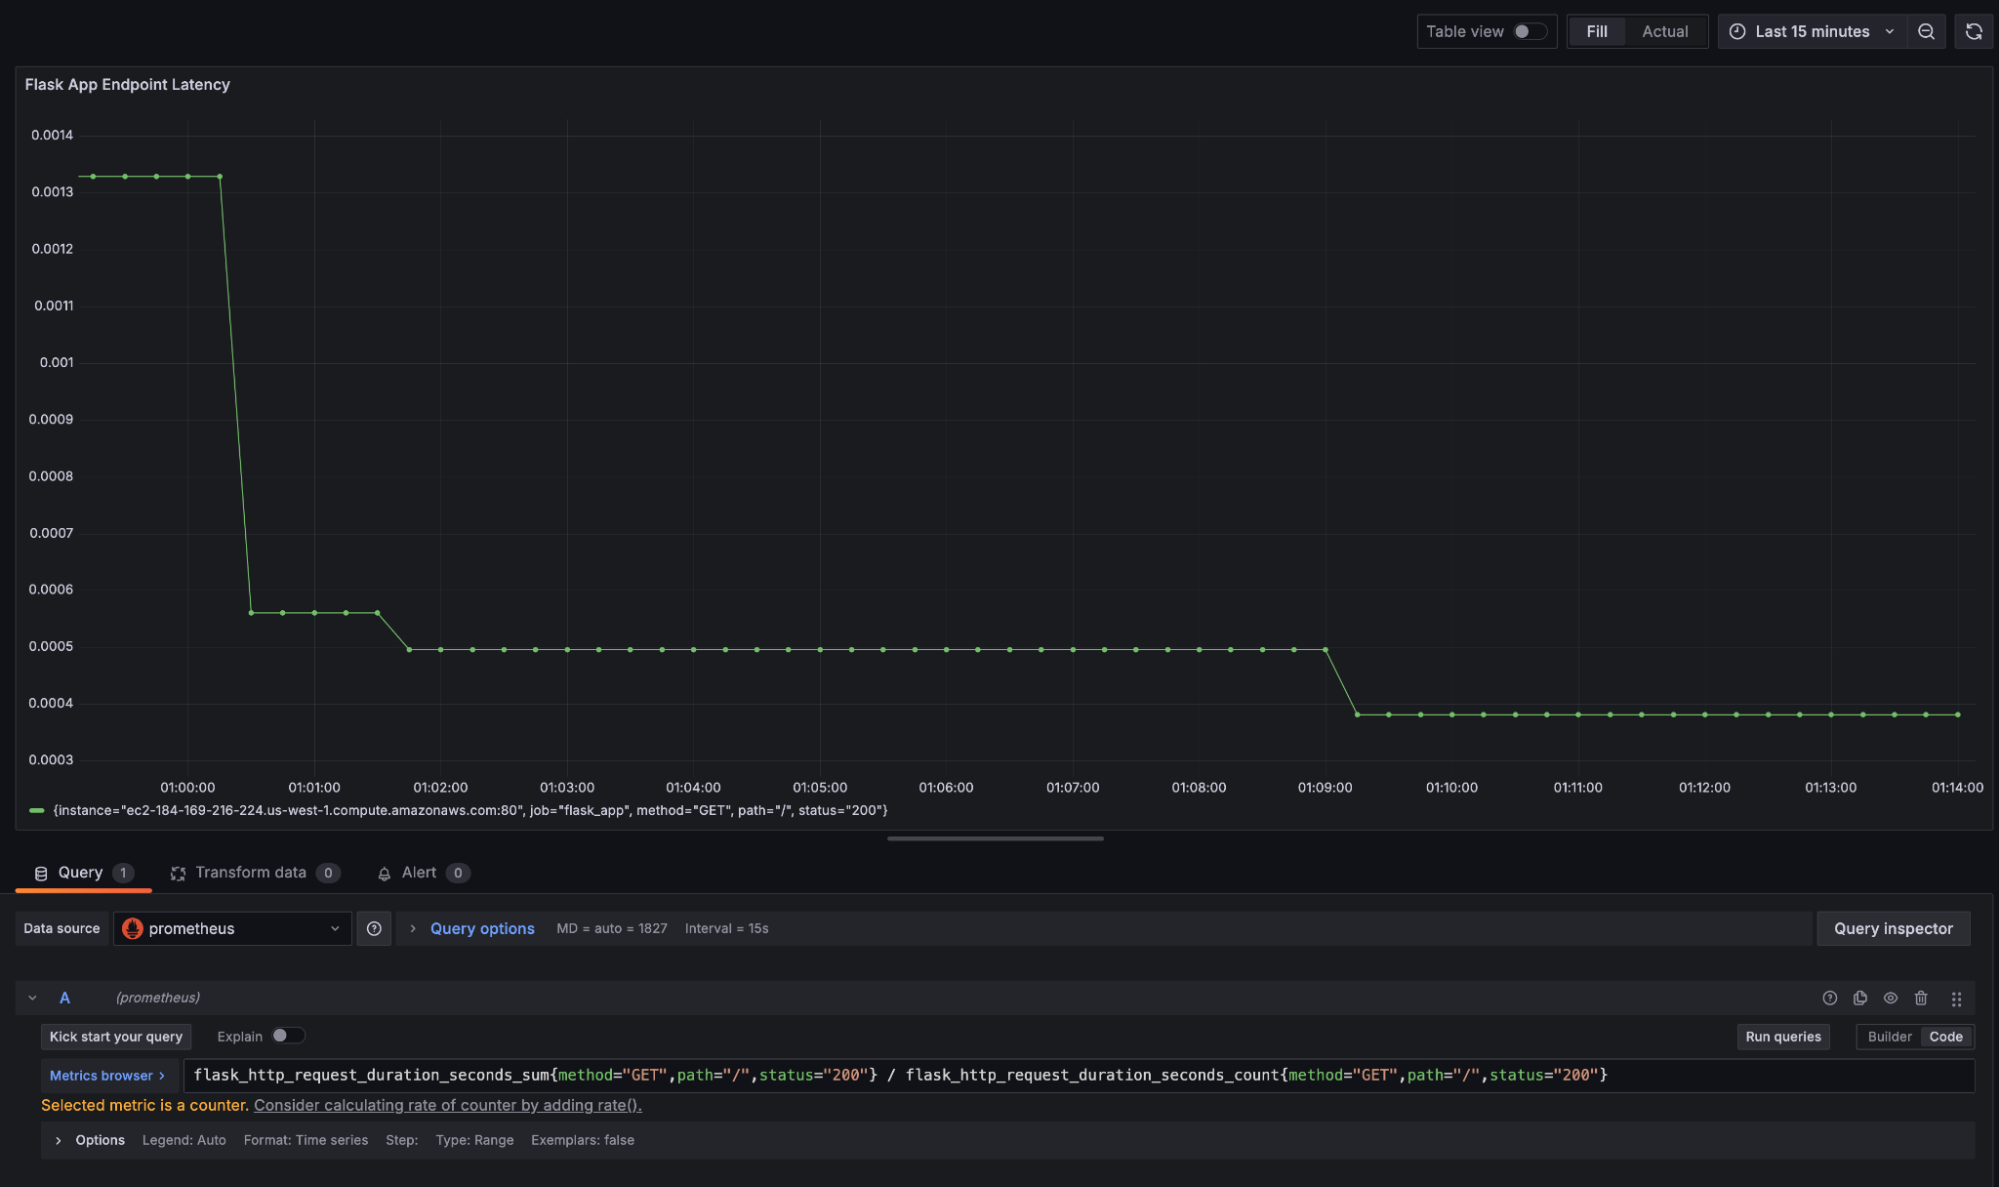 Table view Fill Actual Last 15 minutes
Flask App Endpoint Latency
0.0014
0.0013
0.0012
0.0011
0.001
0.0009
0.0008
0.0007
0.0006
0.0005
0.0004
0.0003
01:00:00 01:01:00 01:02:00 01:03:00 01:04:00 01:05:00 01:06:00 01:07:00 01:08:00 01:09:00 01:10:00 01:11:00 01:12:00 01:13:00 01:14:00
{instance="ec2-184-169-216-224.us-west-1.compute.amazonaws.com:80", job="flask_app", method="GET", path="/", status="200"}
Query 1 Transform data 0 Alert 0
Data source prometheus Query options MD = auto = 1827 Interval = 15s Query inspector
A (prometheus)
Kick start your query Explain Run queries Builder Code
Metrics browser > flask_http_request_duration_seconds_sum{method="GET",path="/",status="200"} / flask_http_request_duration_seconds_count{method="GET",path="/",status="200"}
Selected metric is a counter. Consider calculating rate of counter by adding rate().
Options Legend: Auto Format: Time series Step: Type: Range Exemplars: false